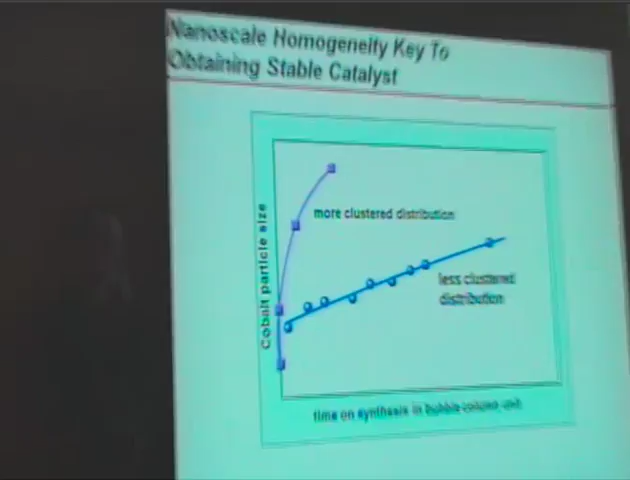 Nanoscale Homogeneity Key To
Obtaining Stable Catalyst
more clustered distribution
Cobalt particle size
less clustered
distribution
time on synthesis in bubble column unit